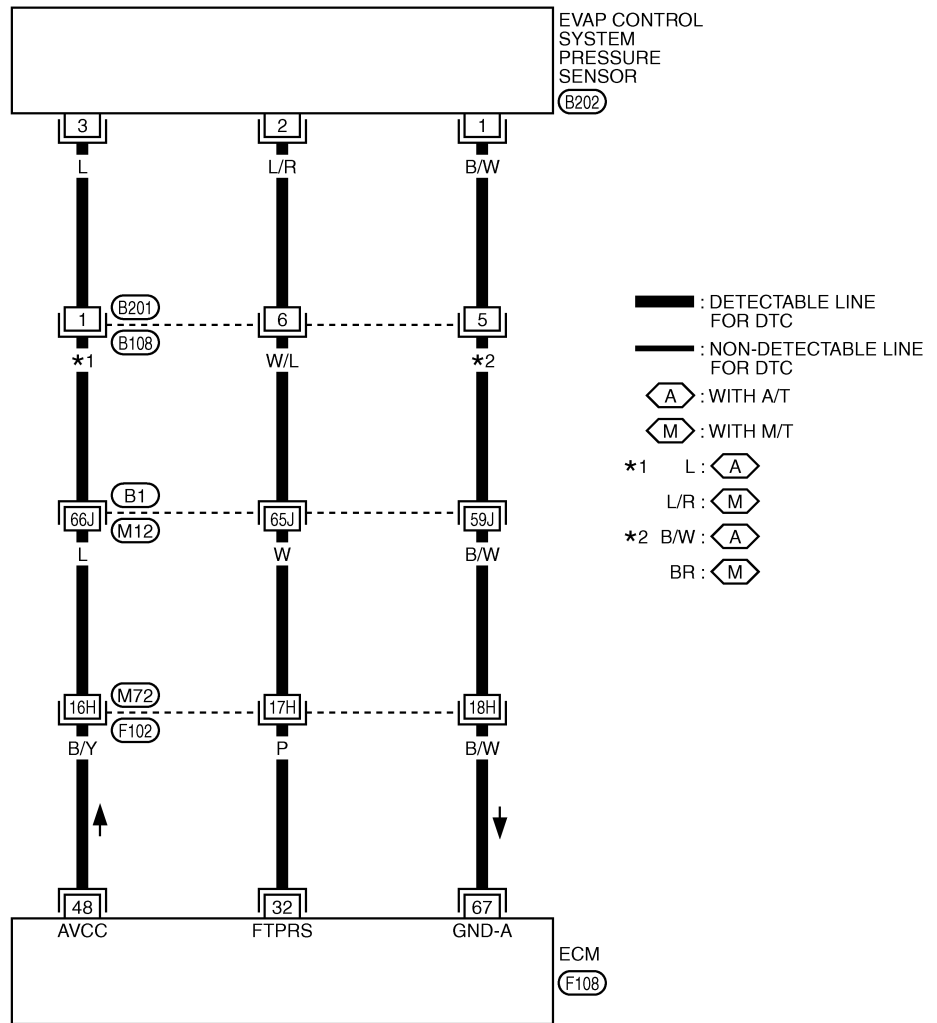 EVAP CONTROL
SYSTEM
PRESSURE
SENSOR
B202
3 2 1
L L/R B/W
B201
1 6 5
B108
★1 W/L ★2
B1
66J 65J 59J
M12
L W B/W
M72
16H 17H 18H
F102
B/Y P B/W
48 32 67
AVCC FTPRS GND-A
ECM
F108
: DETECTABLE LINE
FOR DTC
: NON-DETECTABLE LINE
FOR DTC
A : WITH A/T
M : WITH M/T
★1 L : A
L/R : M
★2 B/W : A
BR : M